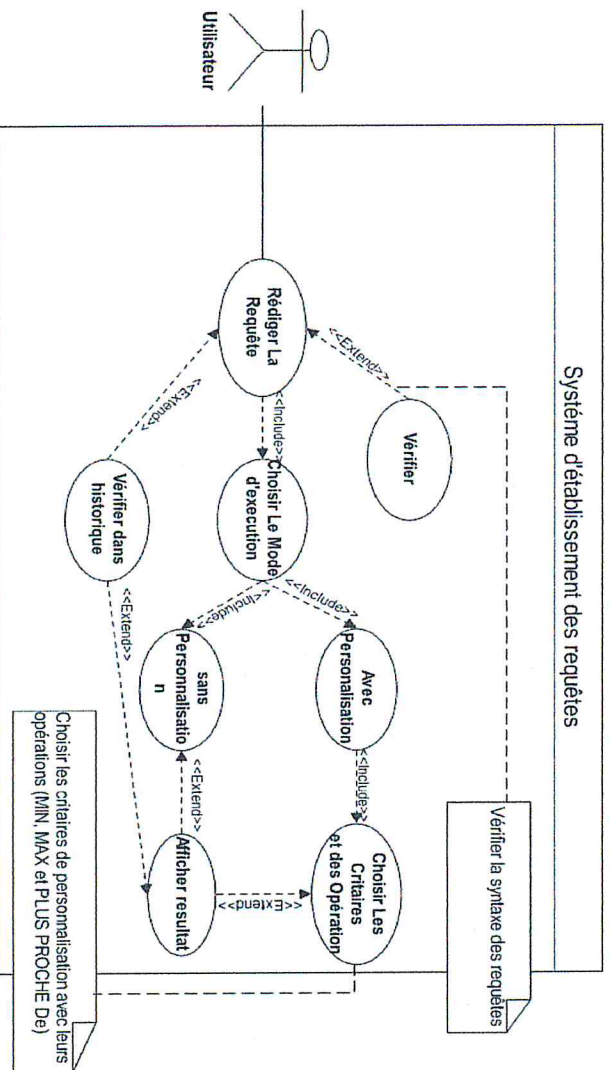 Systéme d'établissement des requêtes
Utilisateur
Rédiger La
Requête
<<Extend>>
Vérifier
<<Include>>
Choisir Le Mode
d'execution
<<Extend>>
Vérifier dans
historique
<<Include>>
<<Include>>
Avec
Personalisation
sans
Personnalisatio
n
<<Include>>
Choisir Les
Critaires
et des Opération
<<Extend>>
<<Extend>>
<<Extend>>
Afficher resultat
Vérifier la syntaxe des requêtes
Choisir les critaires de personnalisation avec leurs
opérations (MIN, MAX et PLUS PROCHE De)